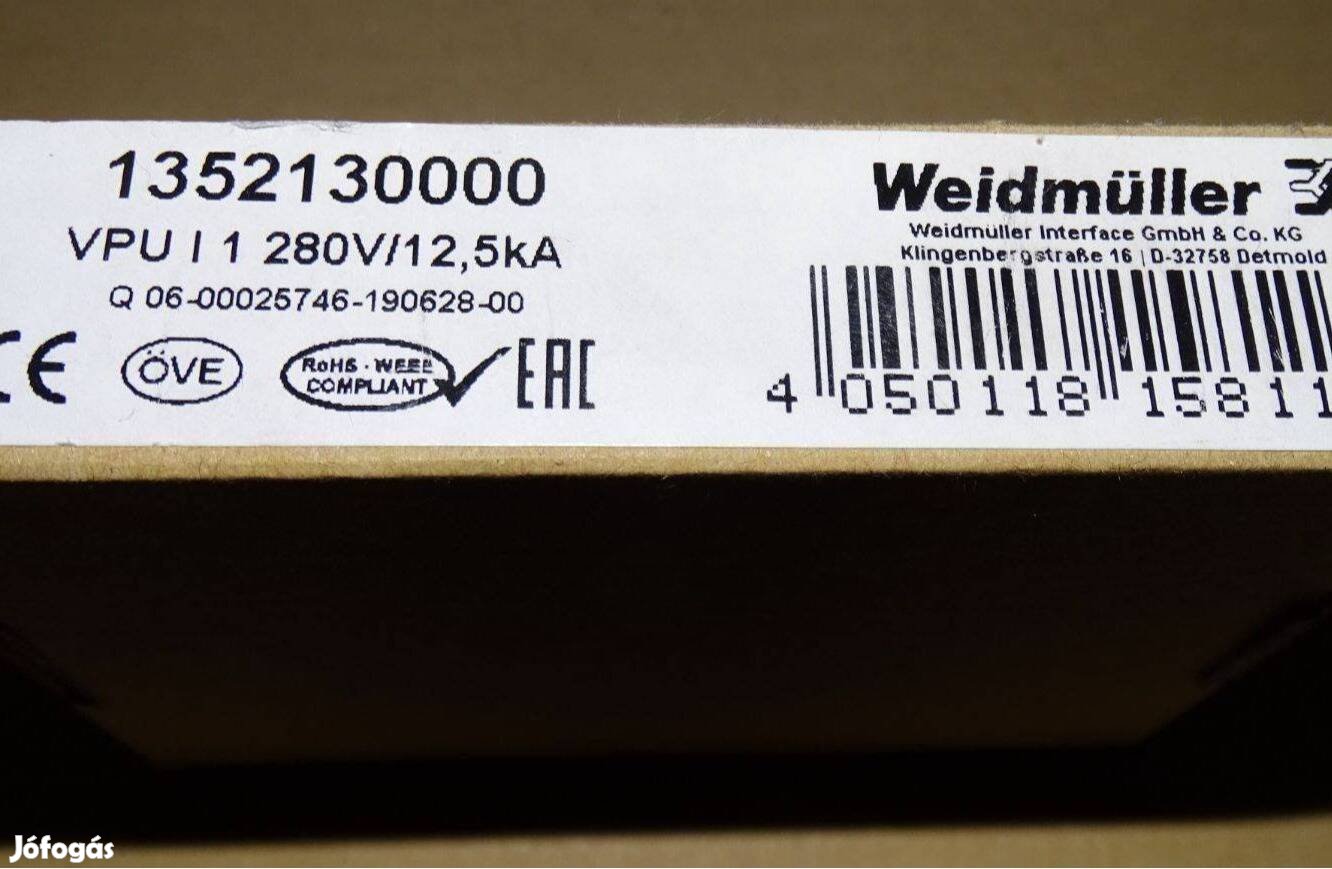 1352130000
VPU I 1 280V/12,5kA
Q 06-00025746-190628-00
CE
ÖVE
RoHS · WEEE
COMPLIANT
EAC
Weidmüller
Weidmüller Interface GmbH & Co. KG
Klingenbergstraße 16 | D-32758 Detmold
4 050118 15811
Jófogás